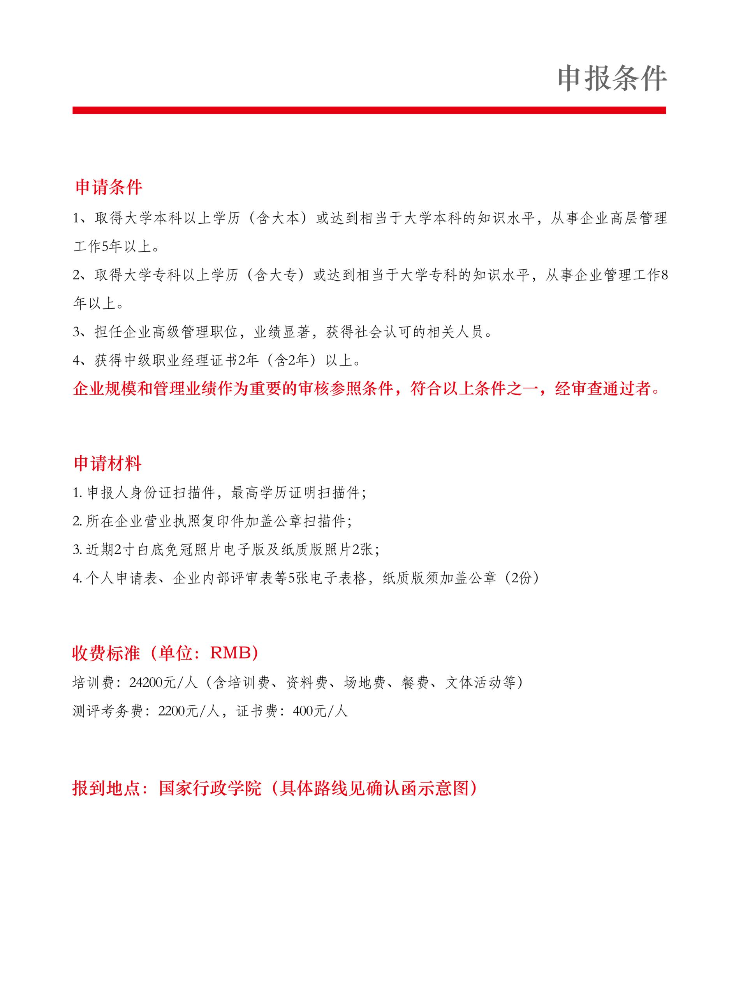 申报条件
申请条件
1、取得大学本科以上学历（含大本）或达到相当于大学本科的知识水平，从事企业高层管理
工作5年以上。
2、取得大学专科以上学历（含大专）或达到相当于大学专科的知识水平，从事企业管理工作8
年以上。
3、担任企业高级管理职位，业绩显著，获得社会认可的相关人员。
4、获得中级职业经理证书2年（含2年）以上。
企业规模和管理业绩作为重要的审核参照条件，符合以上条件之一，经审查通过者。
申请材料
1. 申报人身份证扫描件，最高学历证明扫描件；
2. 所在企业营业执照复印件加盖公章扫描件；
3. 近期2寸白底免冠照片电子版及纸质版照片2张；
4. 个人申请表、企业内部评审表等5张电子表格，纸质版须加盖公章（2份）
收费标准（单位：RMB）
培训费：24200元/人（含培训费、资料费、场地费、餐费、文体活动等）
测评考务费：2200元/人，证书费：400元/人
报到地点：国家行政学院（具体路线见确认函示意图）